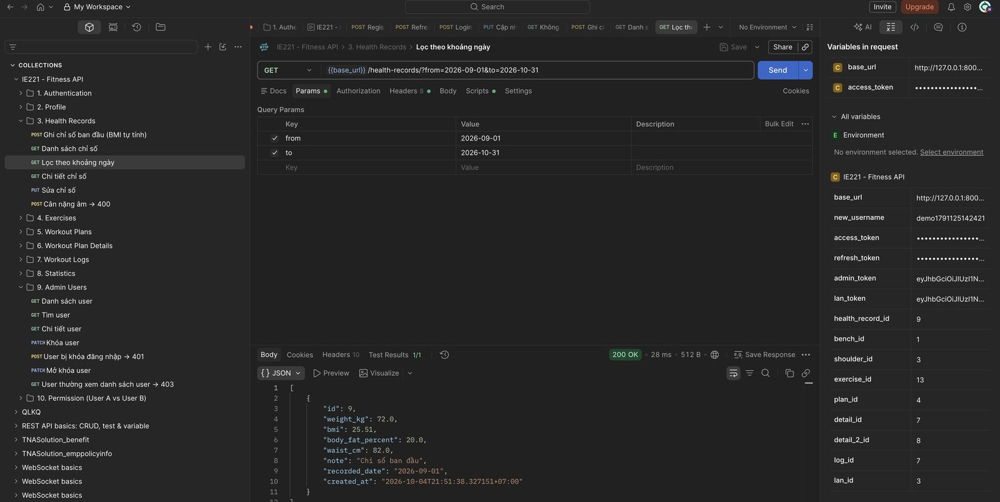 My Workspace
Search
Invite
Upgrade
COLLECTIONS
IE221 - Fitness API
1. Authentication
2. Profile
3. Health Records
POST Ghi chỉ số ban đầu (BMI tự tính)
GET Danh sách chỉ số
GET Lọc theo khoảng ngày
GET Chi tiết chỉ số
PUT Sửa chỉ số
POST Cân nặng âm → 400
4. Exercises
5. Workout Plans
6. Workout Plan Details
7. Workout Logs
8. Statistics
9. Admin Users
GET Danh sách user
GET Tìm user
GET Chi tiết user
PATCH Khóa user
POST User bị khóa đăng nhập → 401
PATCH Mở khóa user
GET User thường xem danh sách user → 403
10. Permission (User A vs User B)
QLKQ
REST API basics: CRUD, test & variable
TNASolution_benefit
TNASolution_emppolicyinfo
WebSocket basics
WebSocket basics
WebSocket basics
1. Authe
IE221 -
POST Regis
POST Refre
POST Login
PUT Cập n
GET Không
POST Ghi c
GET Danh s
GET Lọc th
No Environment
HTTP IE221 - Fitness API > 3. Health Records > Lọc theo khoảng ngày
Save
Share
GET
{{base_url}} /health-records/?from=2026-09-01&to=2026-10-31
Send
Docs
Params
Authorization
Headers 8
Body
Scripts
Settings
Cookies
Query Params
Key Value Description Bulk Edit
from 2026-09-01
to 2026-10-31
Key Value Description
Body
Cookies
Headers 10
Test Results 1/1
200 OK
28 ms
512 B
e.g. Save Response
{ } JSON
Preview
Visualize
1 [
2 {
3 "id": 9,
4 "weight_kg": 72.0,
5 "bmi": 25.51,
6 "body_fat_percent": 20.0,
7 "waist_cm": 82.0,
8 "note": "Chỉ số ban đầu",
9 "recorded_date": "2026-09-01",
10 "created_at": "2026-10-04T21:51:38.327151+07:00"
11 }
12 ]
AI
Variables in request
C base_url http://127.0.0.1:800...
C access_token ••••••••••••••••...
All variables
E Environment
No environment selected. Select environment
C IE221 - Fitness API
base_url http://127.0.0.1:800...
new_username demo1791125142421
access_token ••••••••••••••••...
refresh_token ••••••••••••••••...
admin_token eyJhbGciOiJIUzI1N...
lan_token eyJhbGciOiJIUzI1N...
health_record_id 9
bench_id 1
shoulder_id 3
exercise_id 13
plan_id 4
detail_id 7
detail_2_id 8
log_id 7
lan_id 3